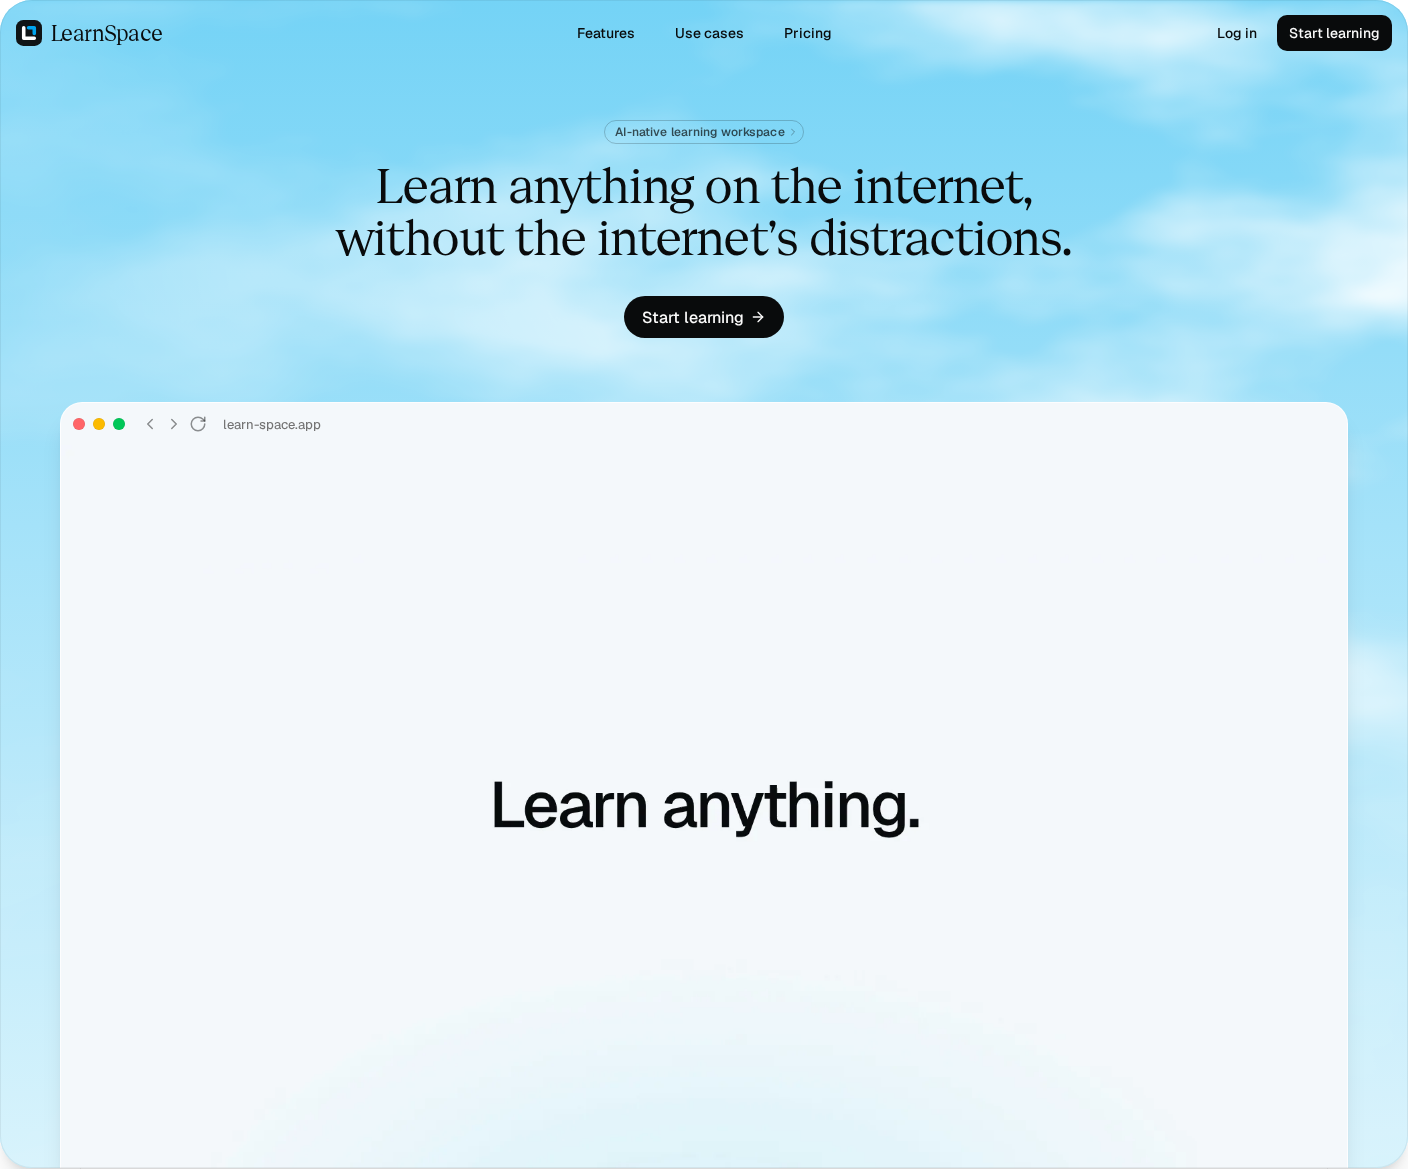 LearnSpace
Features
Use cases
Pricing
Log in
Start learning
AI-native learning workspace
Learn anything on the internet,
without the internet’s distractions.
Start learning
learn-space.app
Learn anything.